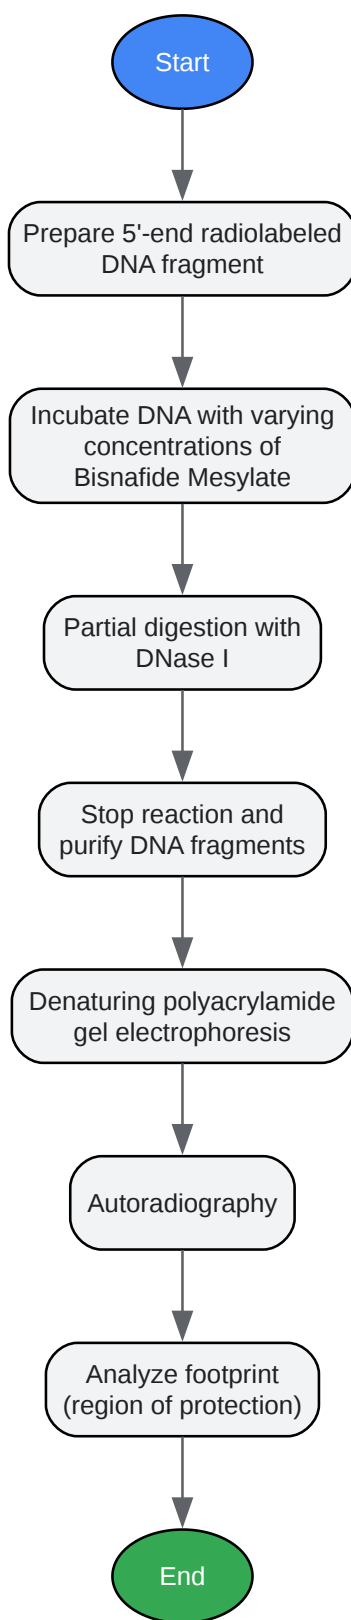 Start
Prepare 5'-end radiolabeled
DNA fragment
Incubate DNA with varying
concentrations of
Bisnafide Mesylate
Partial digestion with
DNase I
Stop reaction and
purify DNA fragments
Denaturing polyacrylamide
gel electrophoresis
Autoradiography
Analyze footprint
(region of protection)
End